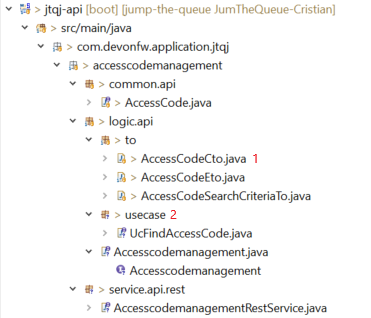 > jtqj-api [boot] [jump-the-queue JumTheQueue-Cristian]
> src/main/java
> com.devonfw.application.jtqj
> accesscodemanagement
> common.api
> AccessCode.java
> logic.api
> to
> AccessCodeCto.java 1
> AccessCodeEto.java
> AccessCodeSearchCriteriaTo.java
> usecase 2
> UcFindAccessCode.java
> Accesscodemanagement.java
Accesscodemanagement
> service.api.rest
> AccesscodemanagementRestService.java